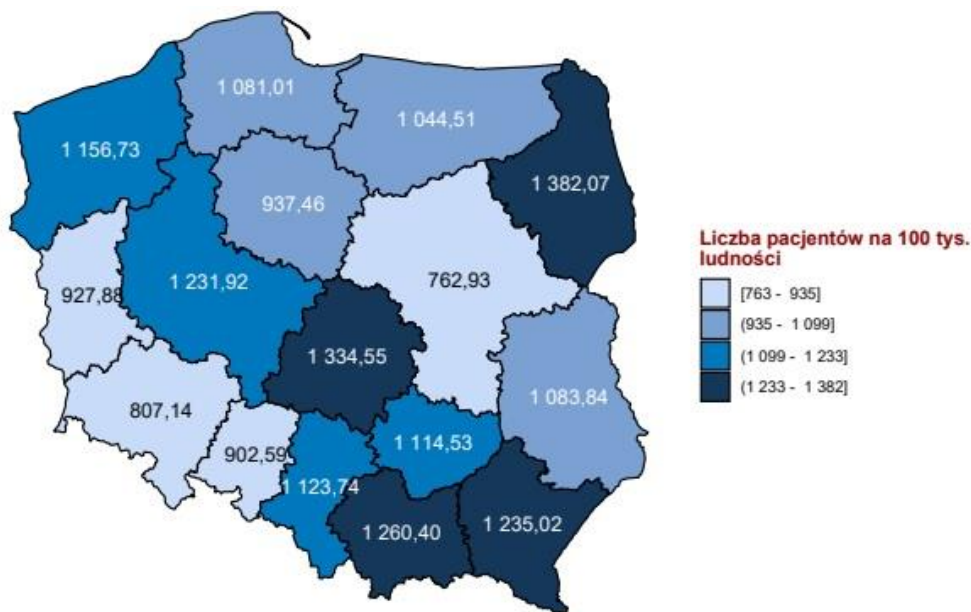 1 081,01
1 044,51
1 156,73
1 382,07
937,46
1 231,92
762,93
927,88
1 334,55
807,14
1 083,84
1 114,53
902,59
1 123,74
1 260,40
1 235,02
Liczba pacjentów na 100 tys.
ludności
[763 - 935]
(935 - 1 099]
(1 099 - 1 233]
(1 233 - 1 382]